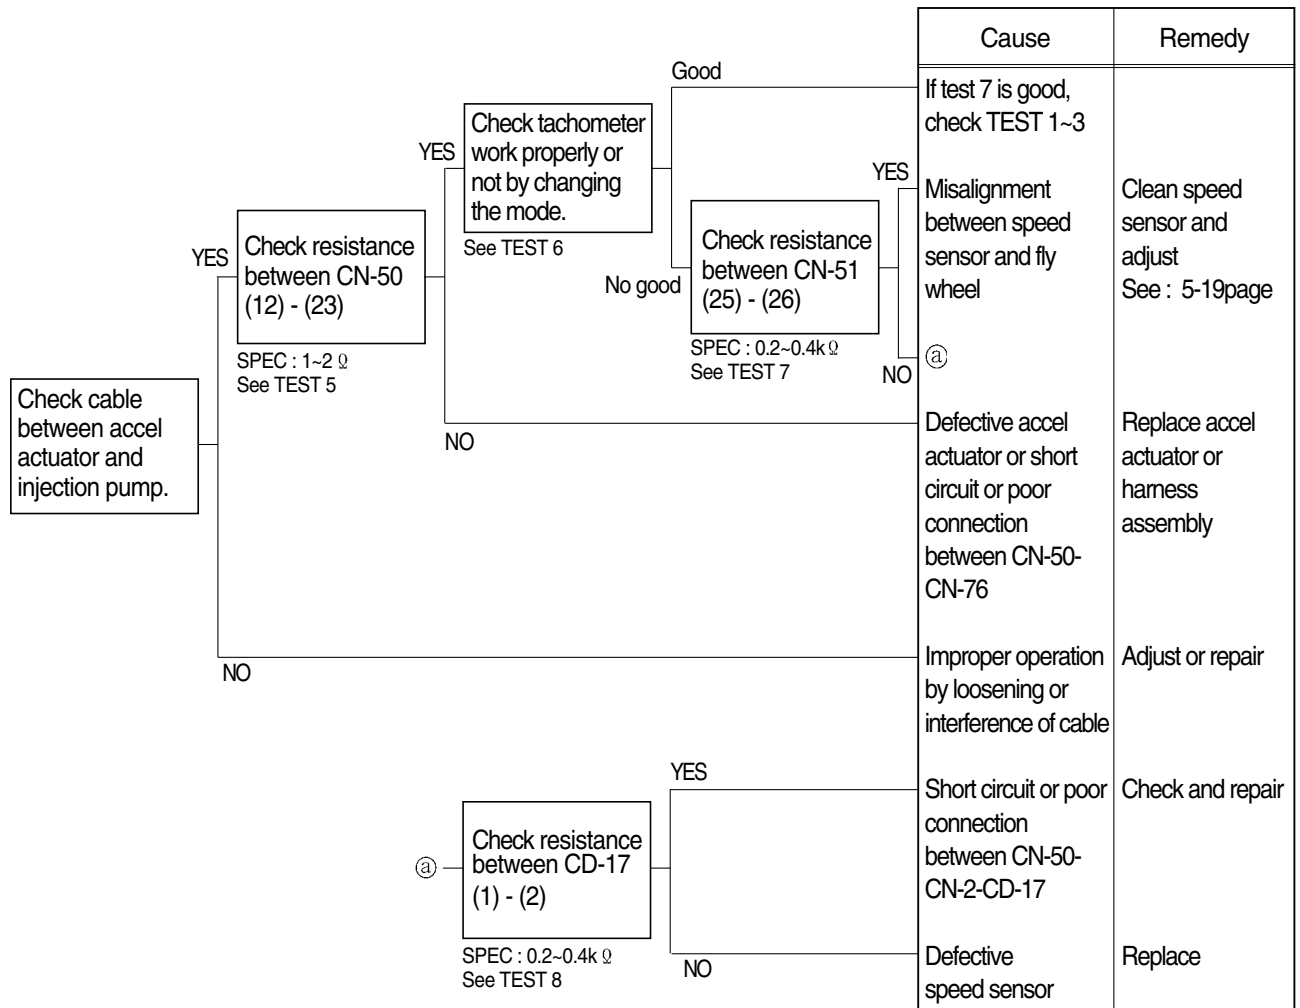 Cause
Remedy
Good
If test 7 is good,
check TEST 1~3
YES
Check tachometer
work properly or
not by changing
the mode.
See TEST 6
YES
Misalignment
between speed
sensor and fly
wheel
Clean speed
sensor and
adjust
See : 5-19page
YES
Check resistance
between CN-50
(12) - (23)
SPEC : 1~2 Ω
See TEST 5
No good
Check resistance
between CN-51
(25) - (26)
SPEC : 0.2~0.4k Ω
See TEST 7
NO
ⓐ
Check cable
between accel
actuator and
injection pump.
NO
Defective accel
actuator or short
circuit or poor
connection
between CN-50-
CN-76
Replace accel
actuator or
harness
assembly
NO
Improper operation
by loosening or
interference of cable
Adjust or repair
ⓐ
Check resistance
between CD-17
(1) - (2)
SPEC : 0.2~0.4k Ω
See TEST 8
YES
Short circuit or poor
connection
between CN-50-
CN-2-CD-17
Check and repair
NO
Defective
speed sensor
Replace